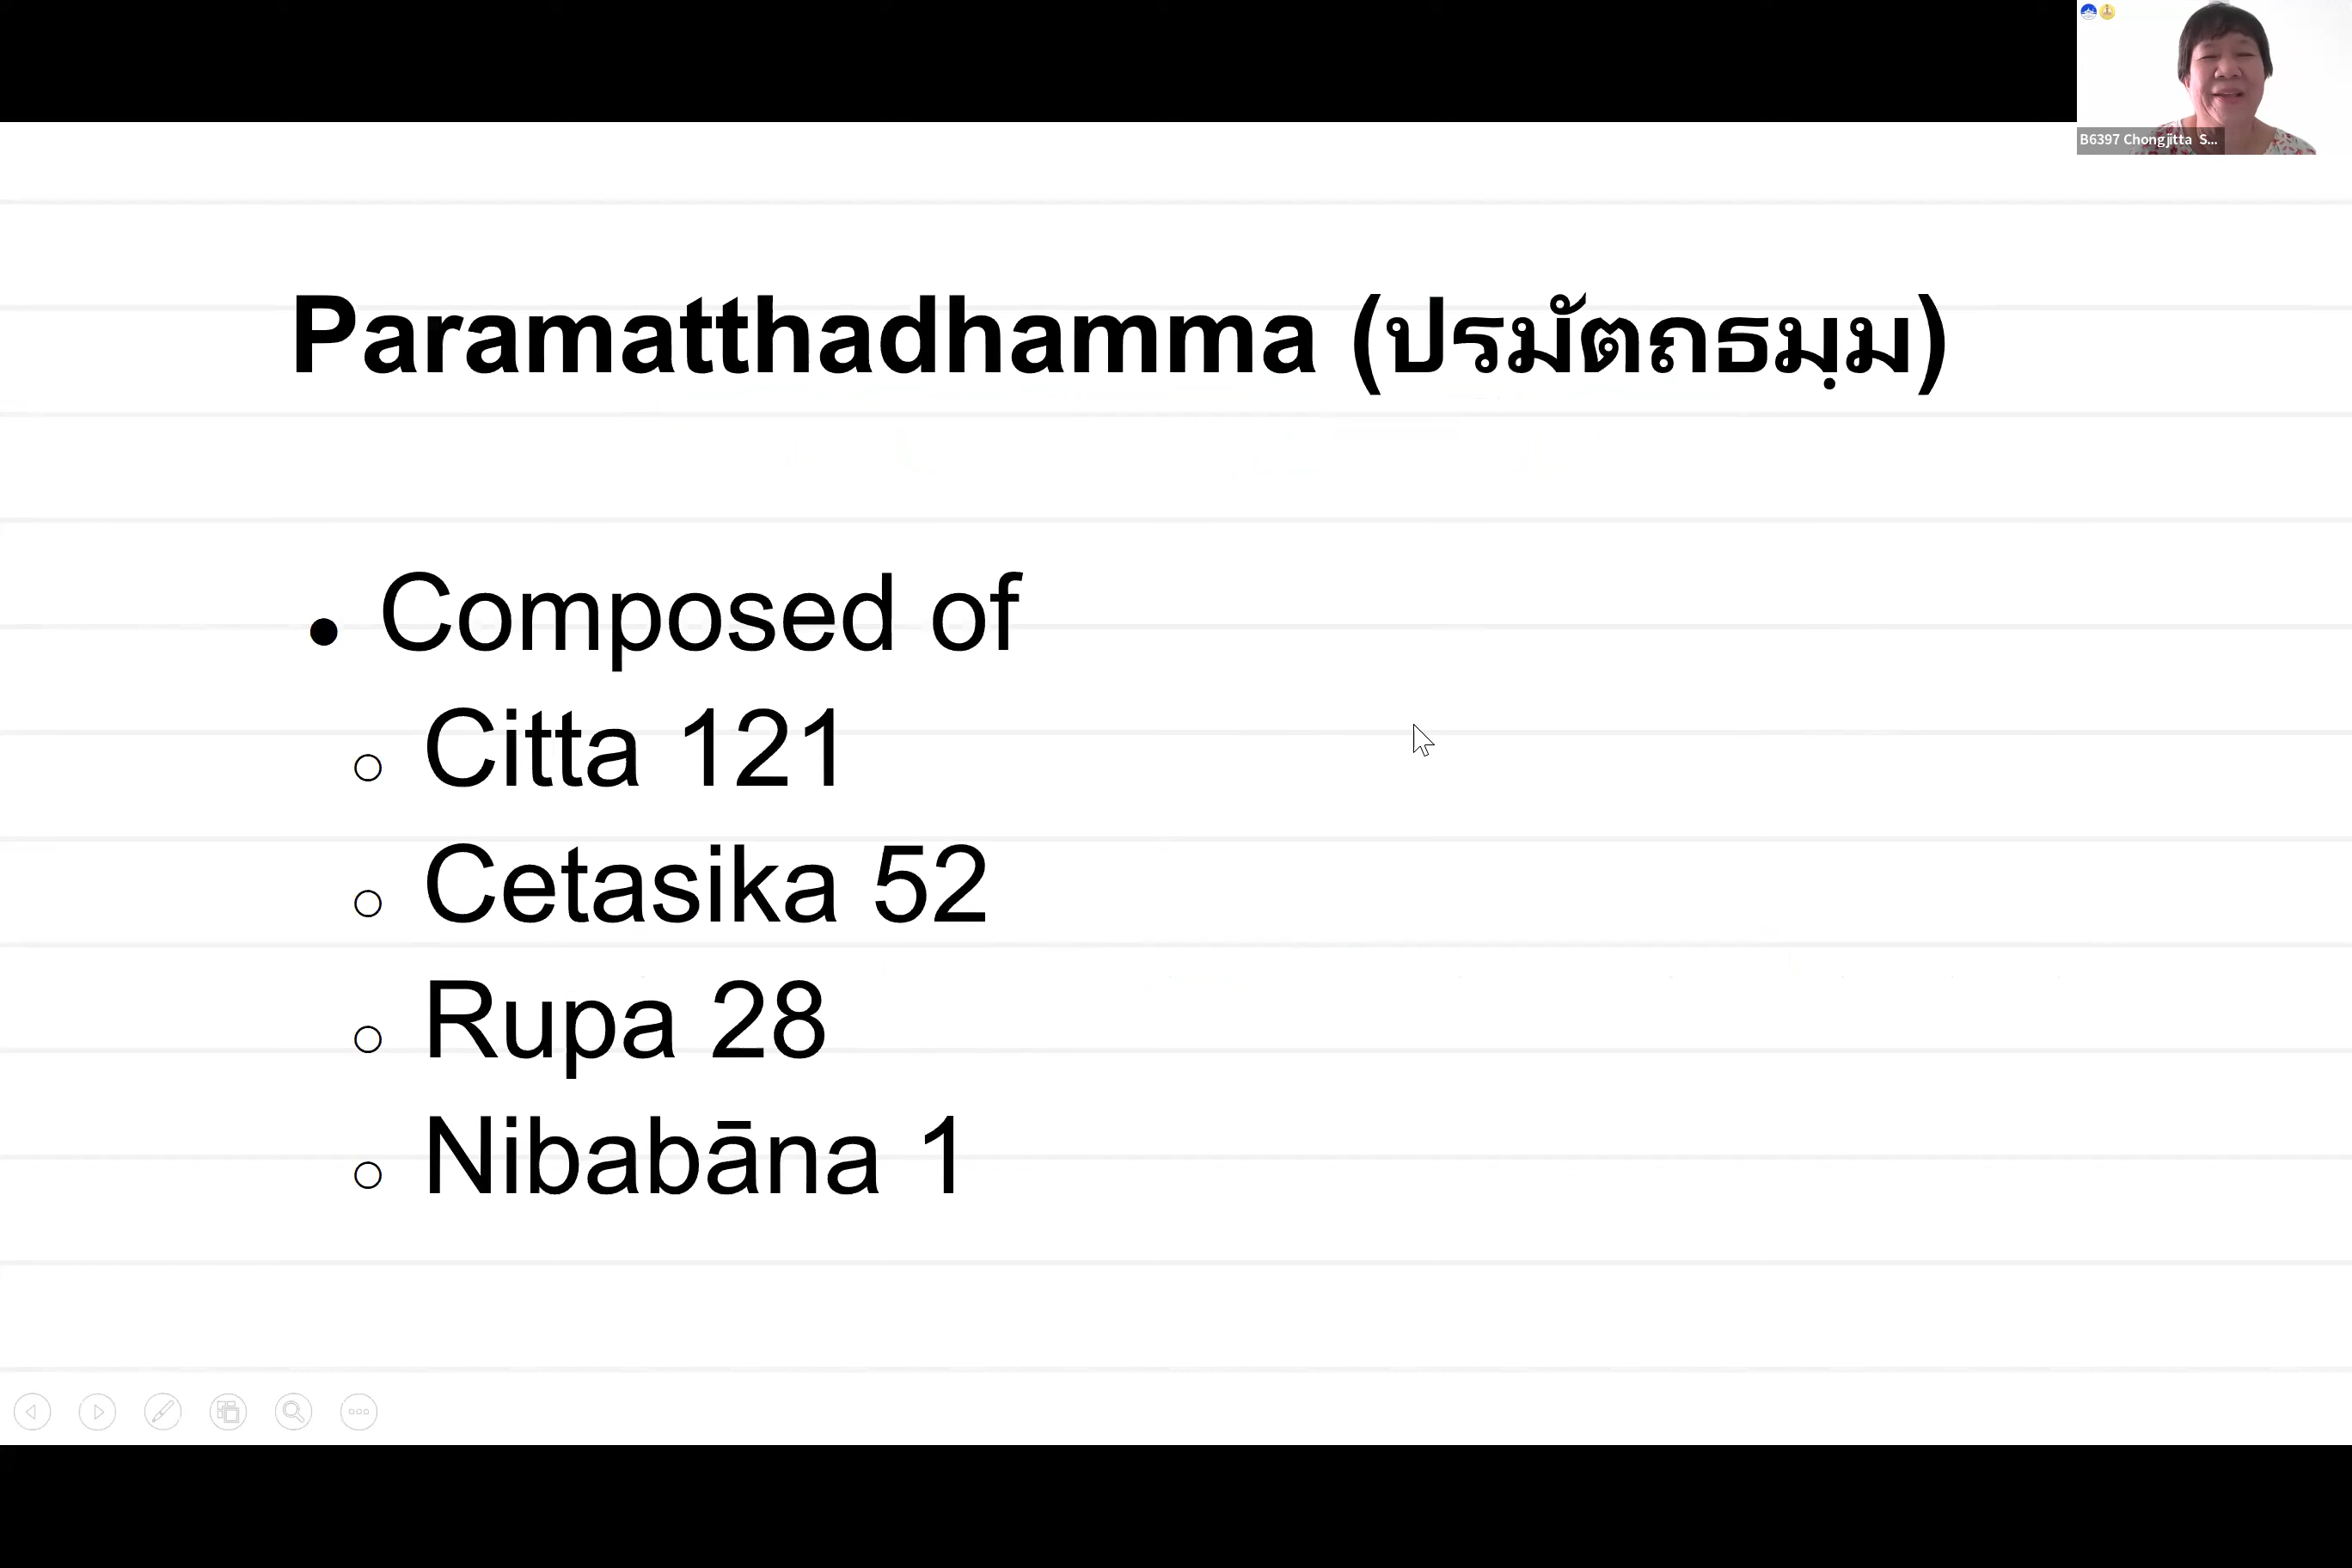 B6397 Chongjitta S...
Paramatthadhamma (ปรมัตถธมฺม)
Composed of
Citta 121
Cetasika 52
Rupa 28
Nibabāna 1